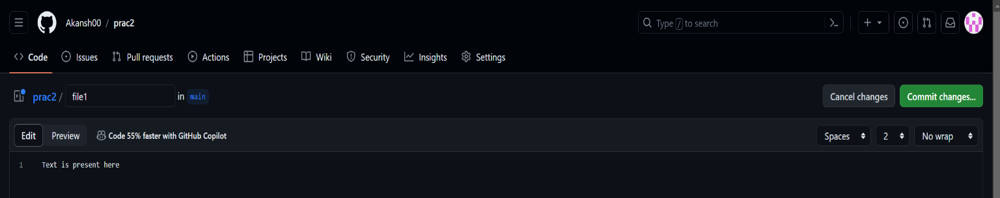 Akansh00 / prac2 Type / to search
Code Issues Pull requests Actions Projects Wiki Security Insights Settings
prac2 / file1 in main Cancel changes Commit changes...
Edit Preview Code 55% faster with GitHub Copilot Spaces 2 No wrap
1 Text is present here